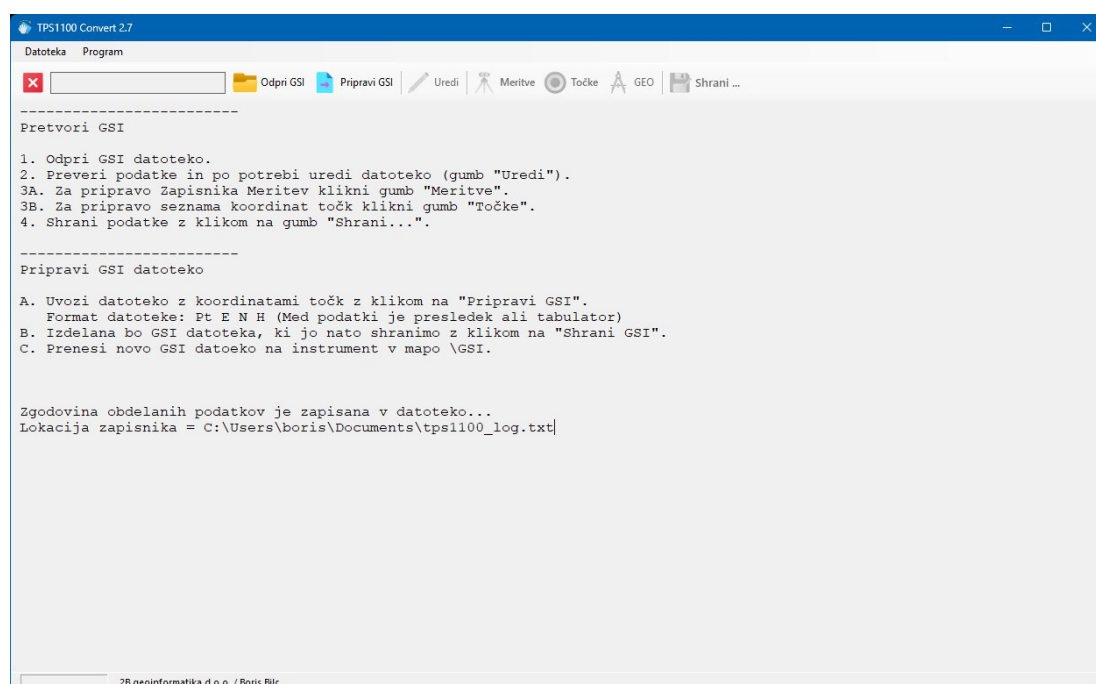 TPS1100 Convert 2.7
Datoteka Program
Odpri GSI Pripravi GSI Uredi Meritve Točke GEO Shrani ...
-------------------------
Pretvori GSI
1. Odpri GSI datoteko.
2. Preveri podatke in po potrebi uredi datoteko (gumb "Uredi").
3A. Za pripravo Zapisnika Meritev klikni gumb "Meritve".
3B. Za pripravo seznama koordinat točk klikni gumb "Točke".
4. Shrani podatke z klikom na gumb "Shrani...".
-------------------------
Pripravi GSI datoteko
A. Uvozi datoteko z koordinatami točk z klikom na "Pripravi GSI".
Format datoteke: Pt E N H (Med podatki je presledek ali tabulator)
B. Izdelana bo GSI datoteka, ki jo nato shranimo z klikom na "Shrani GSI".
C. Prenesi novo GSI datoeko na instrument v mapo \GSI.
Zgodovina obdelanih podatkov je zapisana v datoteko...
Lokacija zapisnika = C:\Users\boris\Documents\tps1100_log.txt
2B geoinformatika d.o.o. / Boris Bilc